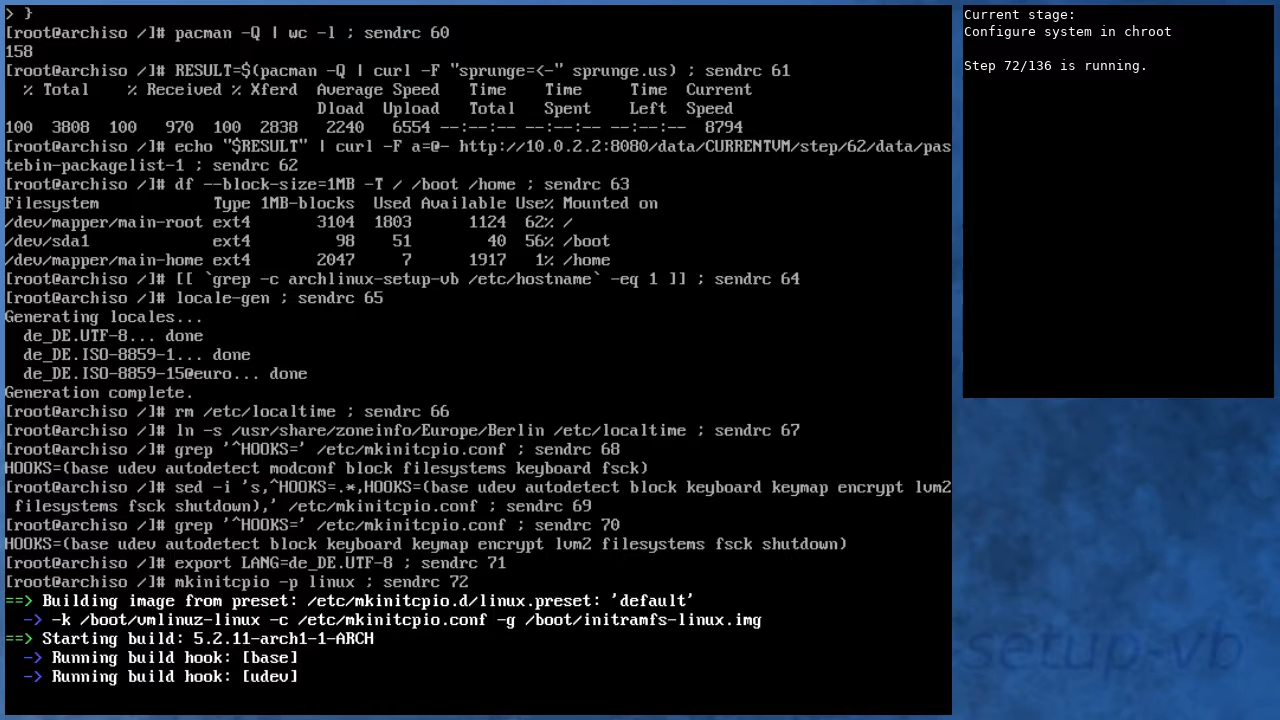 > }
[root@archiso /]# pacman -Q | wc -l ; sendrc 60
158
[root@archiso /]# RESULT=$(pacman -Q | curl -F "sprunge=<-" sprunge.us) ; sendrc 61
  % Total    % Received % Xferd  Average Speed   Time    Time     Time  Current
                                 Dload  Upload   Total   Spent    Left  Speed
100  3808  100   970  100  2838   2240   6554 --:--:-- --:--:-- --:--:--  8794
[root@archiso /]# echo "$RESULT" | curl -F a=@- http://10.0.2.2:8080/data/CURRENTVM/step/62/data/pas
tebin-packagelist-1 ; sendrc 62
[root@archiso /]# df --block-size=1MB -T / /boot /home ; sendrc 63
Filesystem            Type 1MB-blocks  Used Available Use% Mounted on
/dev/mapper/main-root ext4       3104  1803      1124  62% /
/dev/sda1             ext4         98    51        40  56% /boot
/dev/mapper/main-home ext4       2047     7      1917   1% /home
[root@archiso /]# [[ `grep -c archlinux-setup-vb /etc/hostname` -eq 1 ]] ; sendrc 64
[root@archiso /]# locale-gen ; sendrc 65
Generating locales...
  de_DE.UTF-8... done
  de_DE.ISO-8859-1... done
  de_DE.ISO-8859-15@euro... done
Generation complete.
[root@archiso /]# rm /etc/localtime ; sendrc 66
[root@archiso /]# ln -s /usr/share/zoneinfo/Europe/Berlin /etc/localtime ; sendrc 67
[root@archiso /]# grep '^HOOKS=' /etc/mkinitcpio.conf ; sendrc 68
HOOKS=(base udev autodetect modconf block filesystems keyboard fsck)
[root@archiso /]# sed -i 's,^HOOKS=.*,HOOKS=(base udev autodetect block keyboard keymap encrypt lvm2
 filesystems fsck shutdown),' /etc/mkinitcpio.conf ; sendrc 69
[root@archiso /]# grep '^HOOKS=' /etc/mkinitcpio.conf ; sendrc 70
HOOKS=(base udev autodetect block keyboard keymap encrypt lvm2 filesystems fsck shutdown)
[root@archiso /]# export LANG=de_DE.UTF-8 ; sendrc 71
[root@archiso /]# mkinitcpio -p linux ; sendrc 72
==> Building image from preset: /etc/mkinitcpio.d/linux.preset: 'default'
  -> -k /boot/vmlinuz-linux -c /etc/mkinitcpio.conf -g /boot/initramfs-linux.img
==> Starting build: 5.2.11-arch1-1-ARCH
  -> Running build hook: [base]
  -> Running build hook: [udev]
Current stage:
Configure system in chroot
Step 72/136 is running.
setup-vb